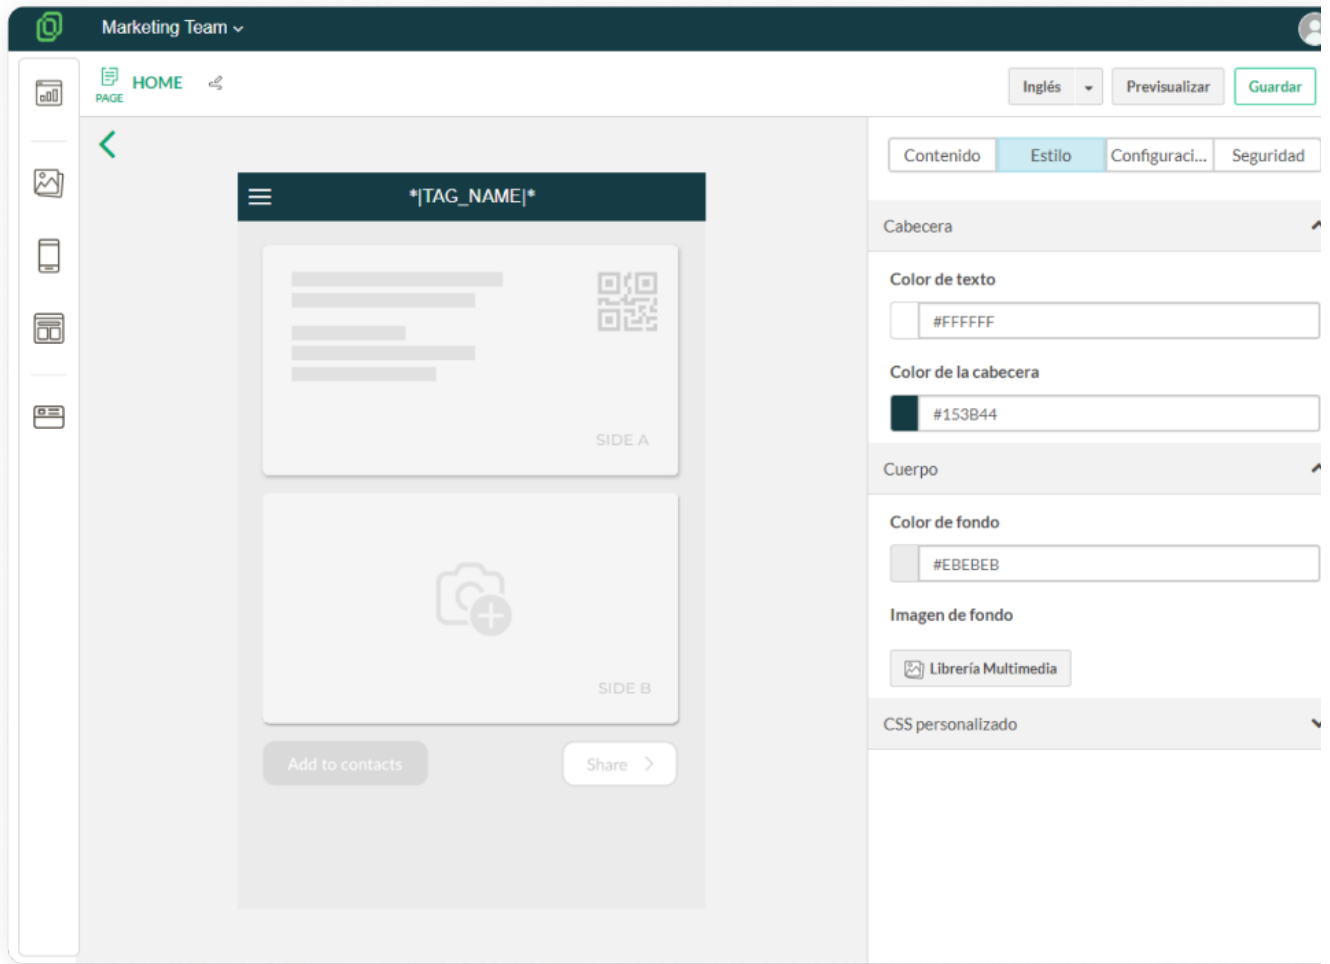 Marketing Team
PAGE
HOME
Inglés
Previsualizar
Guardar
Contenido
Estilo
Configuraci...
Seguridad
*|TAG_NAME|*
SIDE A
SIDE B
Add to contacts
Share
Cabecera
Color de texto
#FFFFFF
Color de la cabecera
#153B44
Cuerpo
Color de fondo
#EBEBEB
Imagen de fondo
Librería Multimedia
CSS personalizado